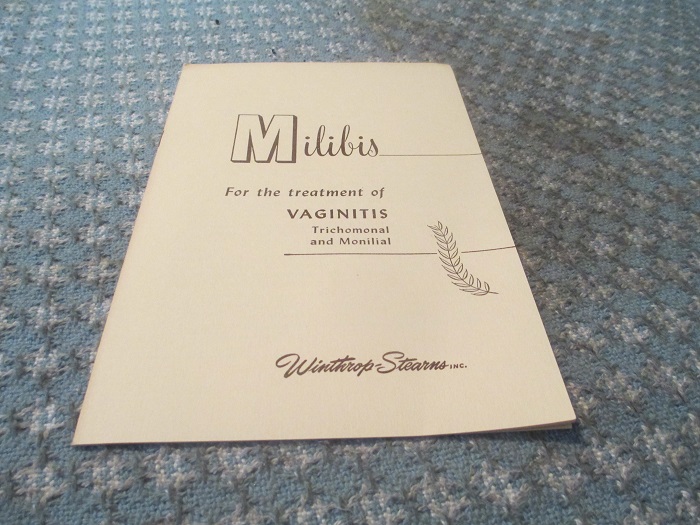 Milibis
For the treatment of
VAGINITIS
Trichomonal
and Monilial
Winthrop-Stearns INC.